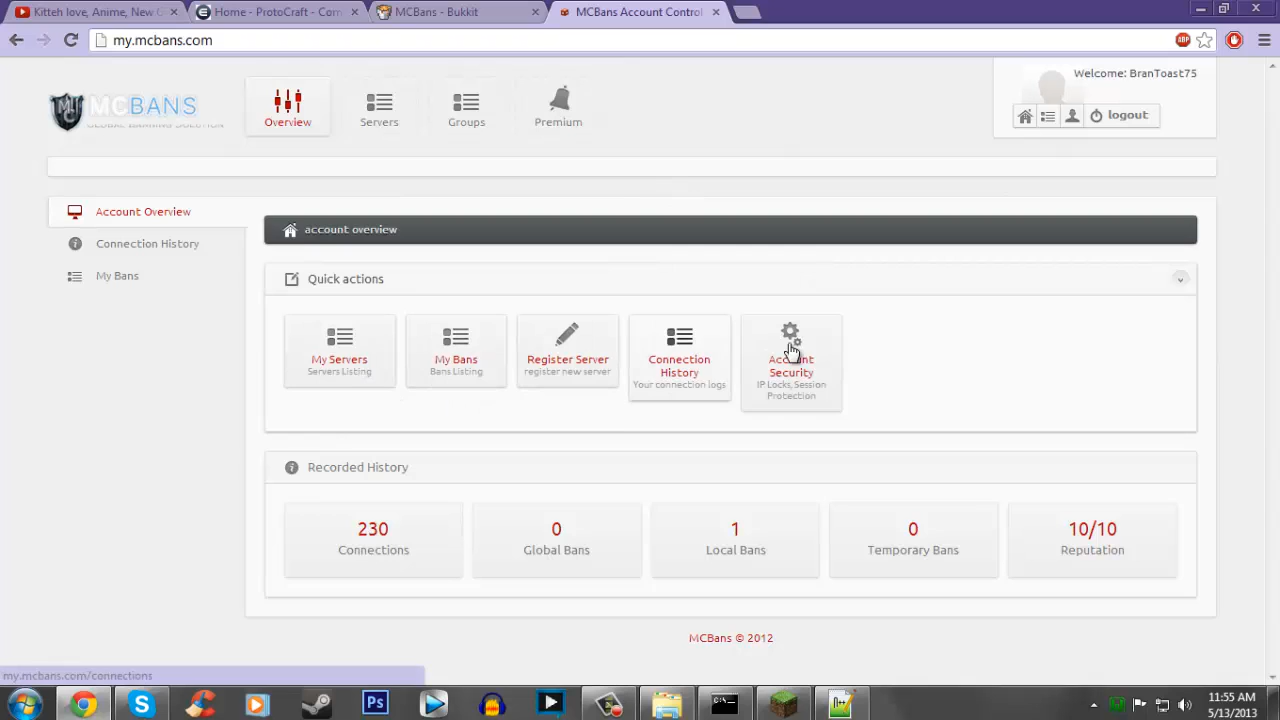 Kitteh love, Anime, New G
Home - ProtoCraft - Com
MCBans - Bukkit
MCBans Account Control
my.mcbans.com
ABP
MCBANS
GLOBAL BANNING SOLUTION
Overview
Servers
Groups
Premium
Welcome: BranToast75
logout
Account Overview
Connection History
My Bans
account overview
Quick actions
My Servers
Servers Listing
My Bans
Bans Listing
Register Server
register new server
Connection
History
Your connection logs
Account
Security
IP Locks, Session
Protection
Recorded History
230
Connections
0
Global Bans
1
Local Bans
0
Temporary Bans
10/10
Reputation
MCBans © 2012
my.mcbans.com/connections
Ps
11:55 AM
5/13/2013